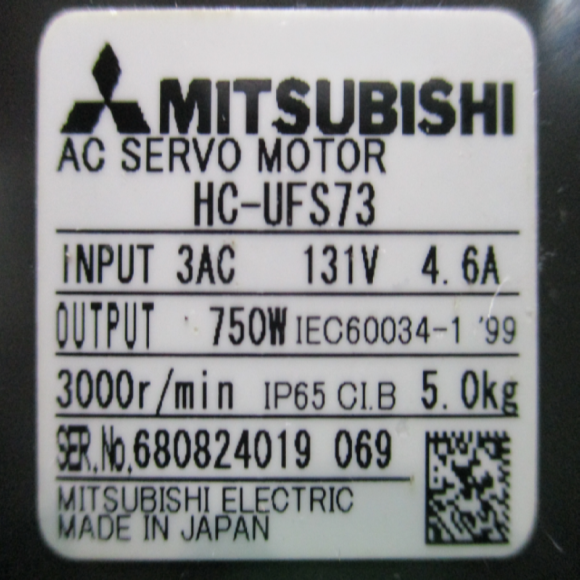 MITSUBISHI
AC SERVO MOTOR
HC-UFS73
INPUT 3AC 131V 4.6A
OUTPUT 750W IEC60034-1 '99
3000r/min IP65 CI.B 5.0kg
SER.No.680824019 069
MITSUBISHI ELECTRIC
MADE IN JAPAN